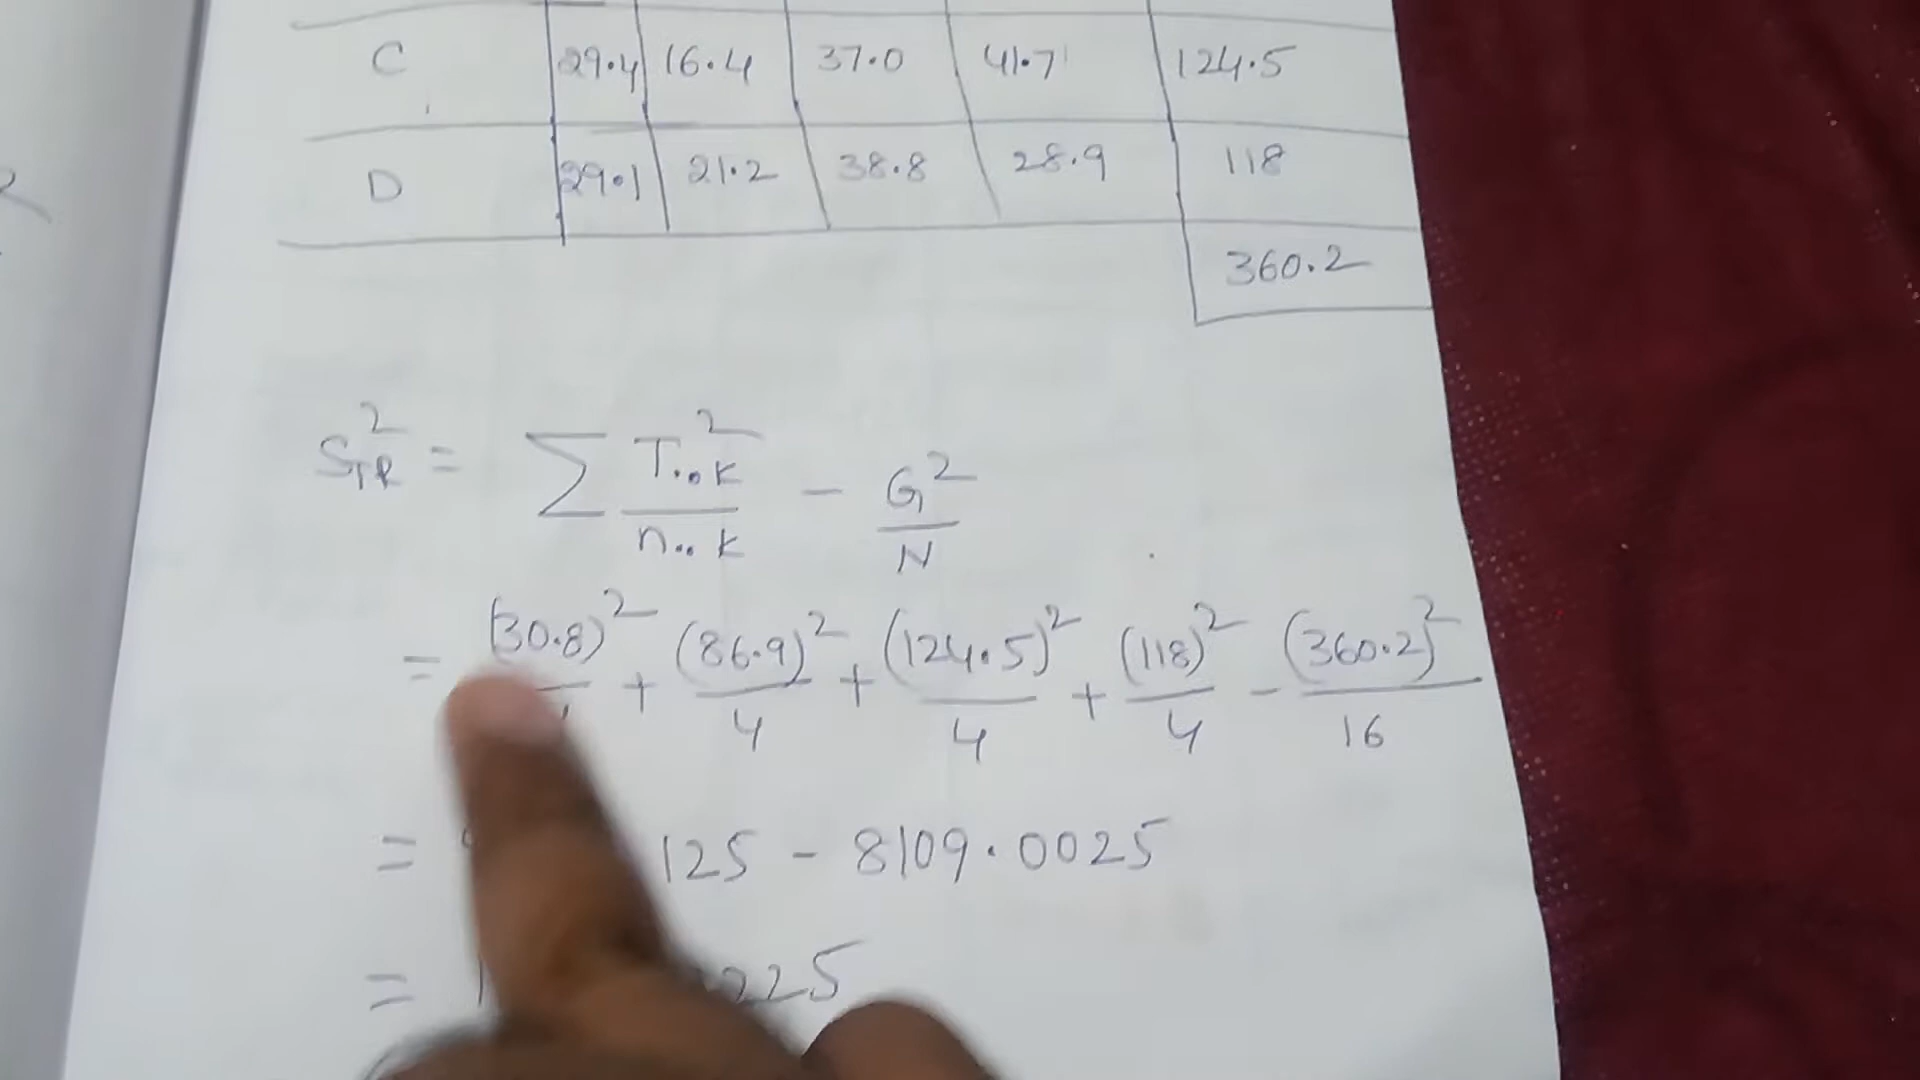 C 29.4 16.4 37.0 41.7 124.5
D 29.1 21.2 38.8 28.9 118
360.2
S²TR = ∑ T..k² / n..k − G² / N
= (30.8)² + (86.9)²/4 + (124.5)²/4 + (118)²/4 − (360.2)²/16
= 125 − 8109.0025
= 225